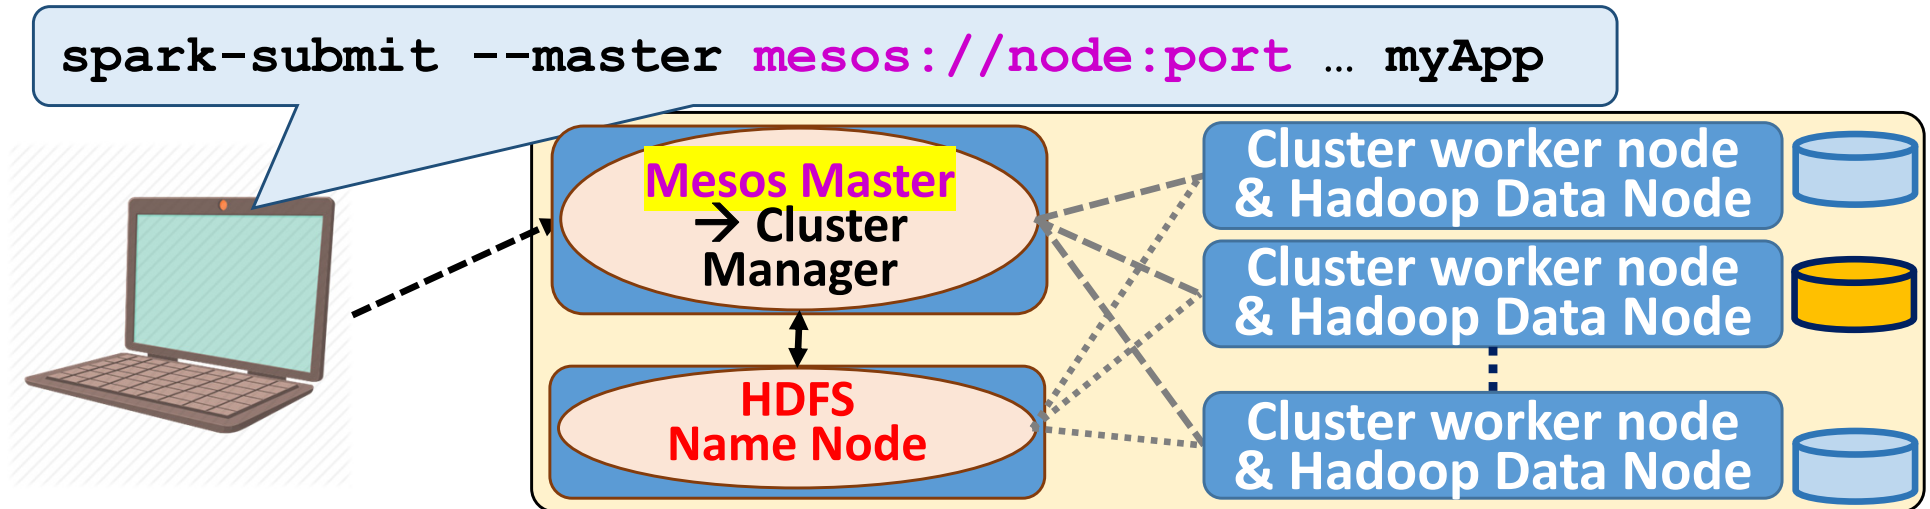 spark-submit --master mesos://node:port … myApp
Mesos Master
→ Cluster
Manager
HDFS
Name Node
Cluster worker node
& Hadoop Data Node
Cluster worker node
& Hadoop Data Node
Cluster worker node
& Hadoop Data Node